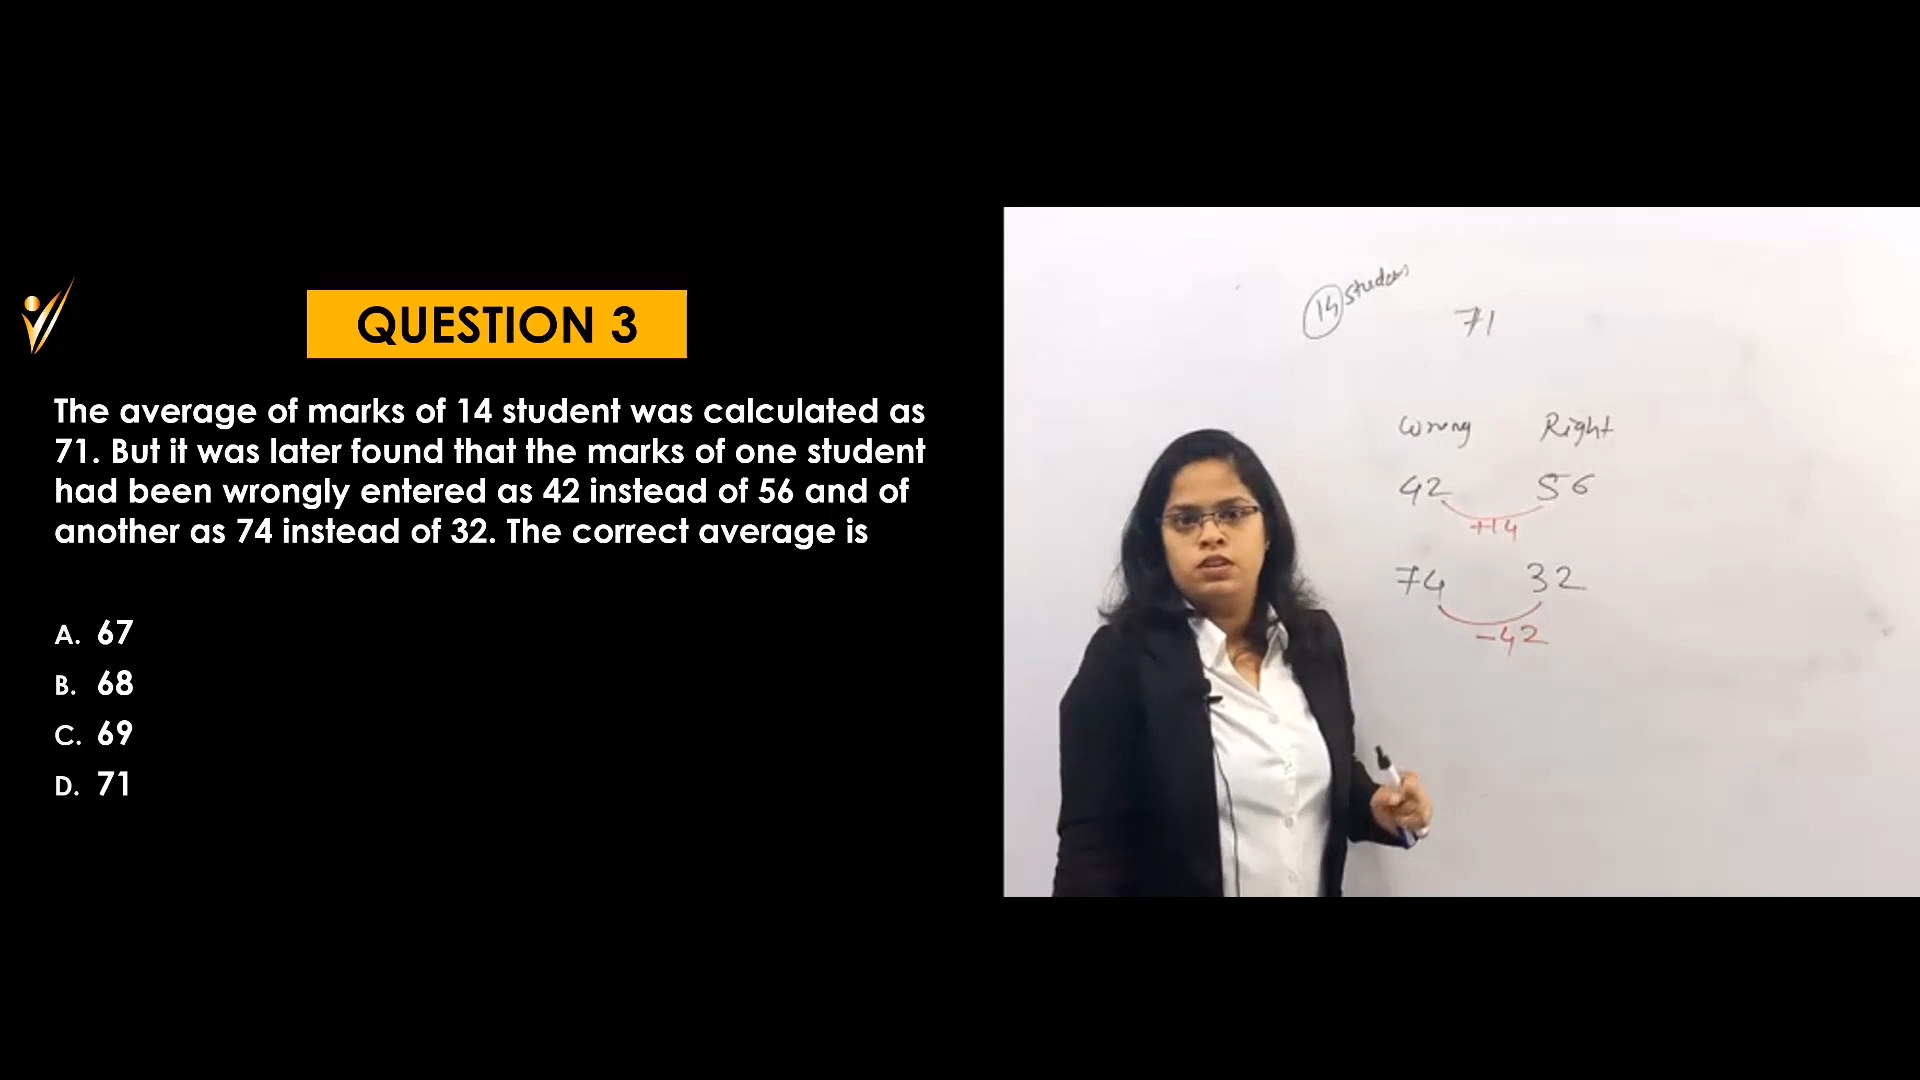 QUESTION 3
The average of marks of 14 student was calculated as
71. But it was later found that the marks of one student
had been wrongly entered as 42 instead of 56 and of
another as 74 instead of 32. The correct average is
A. 67
B. 68
C. 69
D. 71
14 students
71
Wrong Right
42 56
+14
74 32
-42